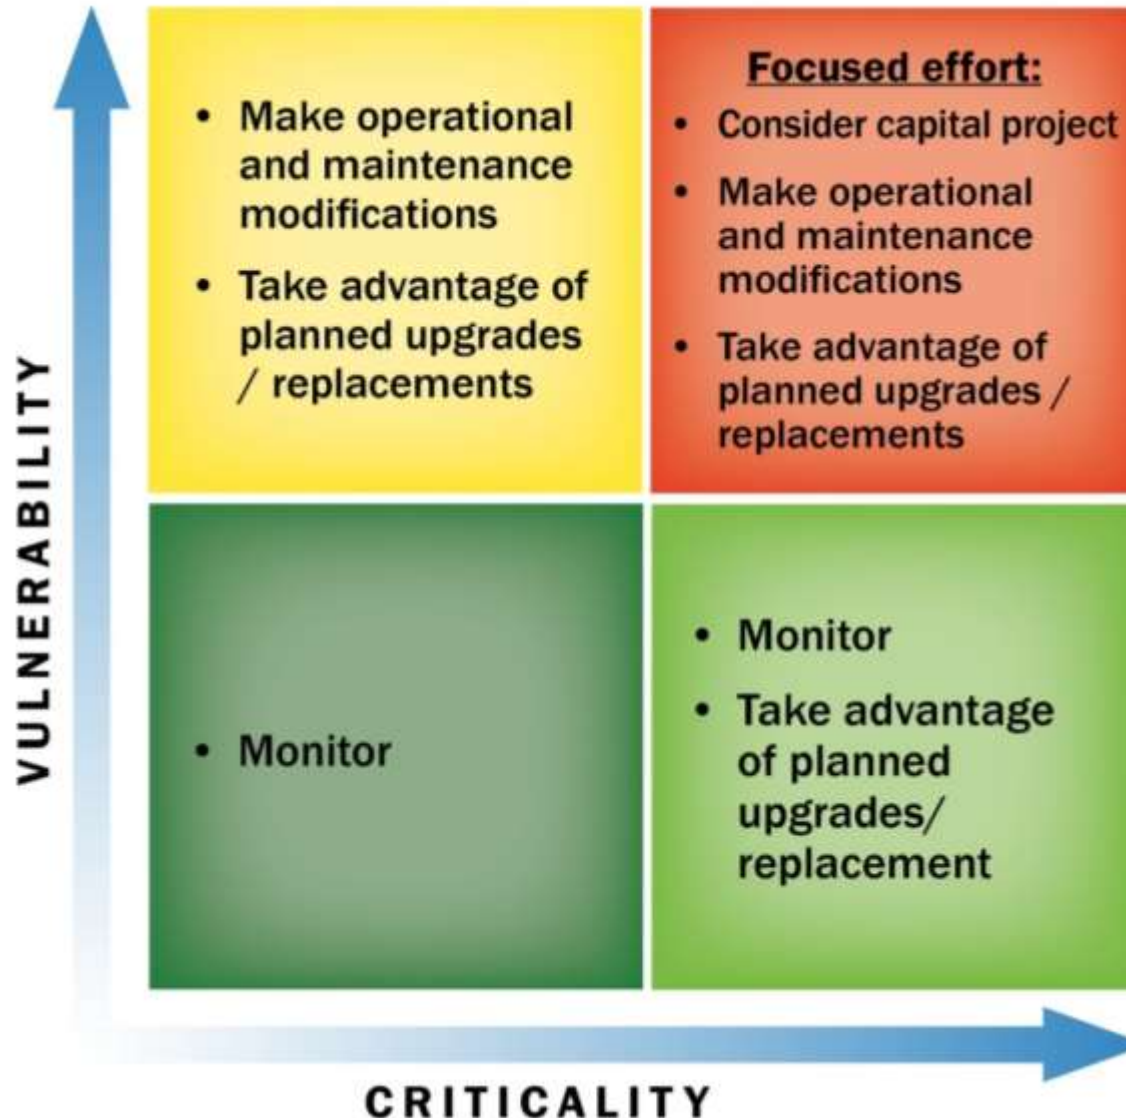 • Make operational
and maintenance
modifications
• Take advantage of
planned upgrades
/ replacements
Focused effort:
• Consider capital project
• Make operational
and maintenance
modifications
• Take advantage of
planned upgrades /
replacements
VULNERABILITY
• Monitor
• Monitor
• Take advantage
of planned
upgrades/
replacement
CRITICALITY